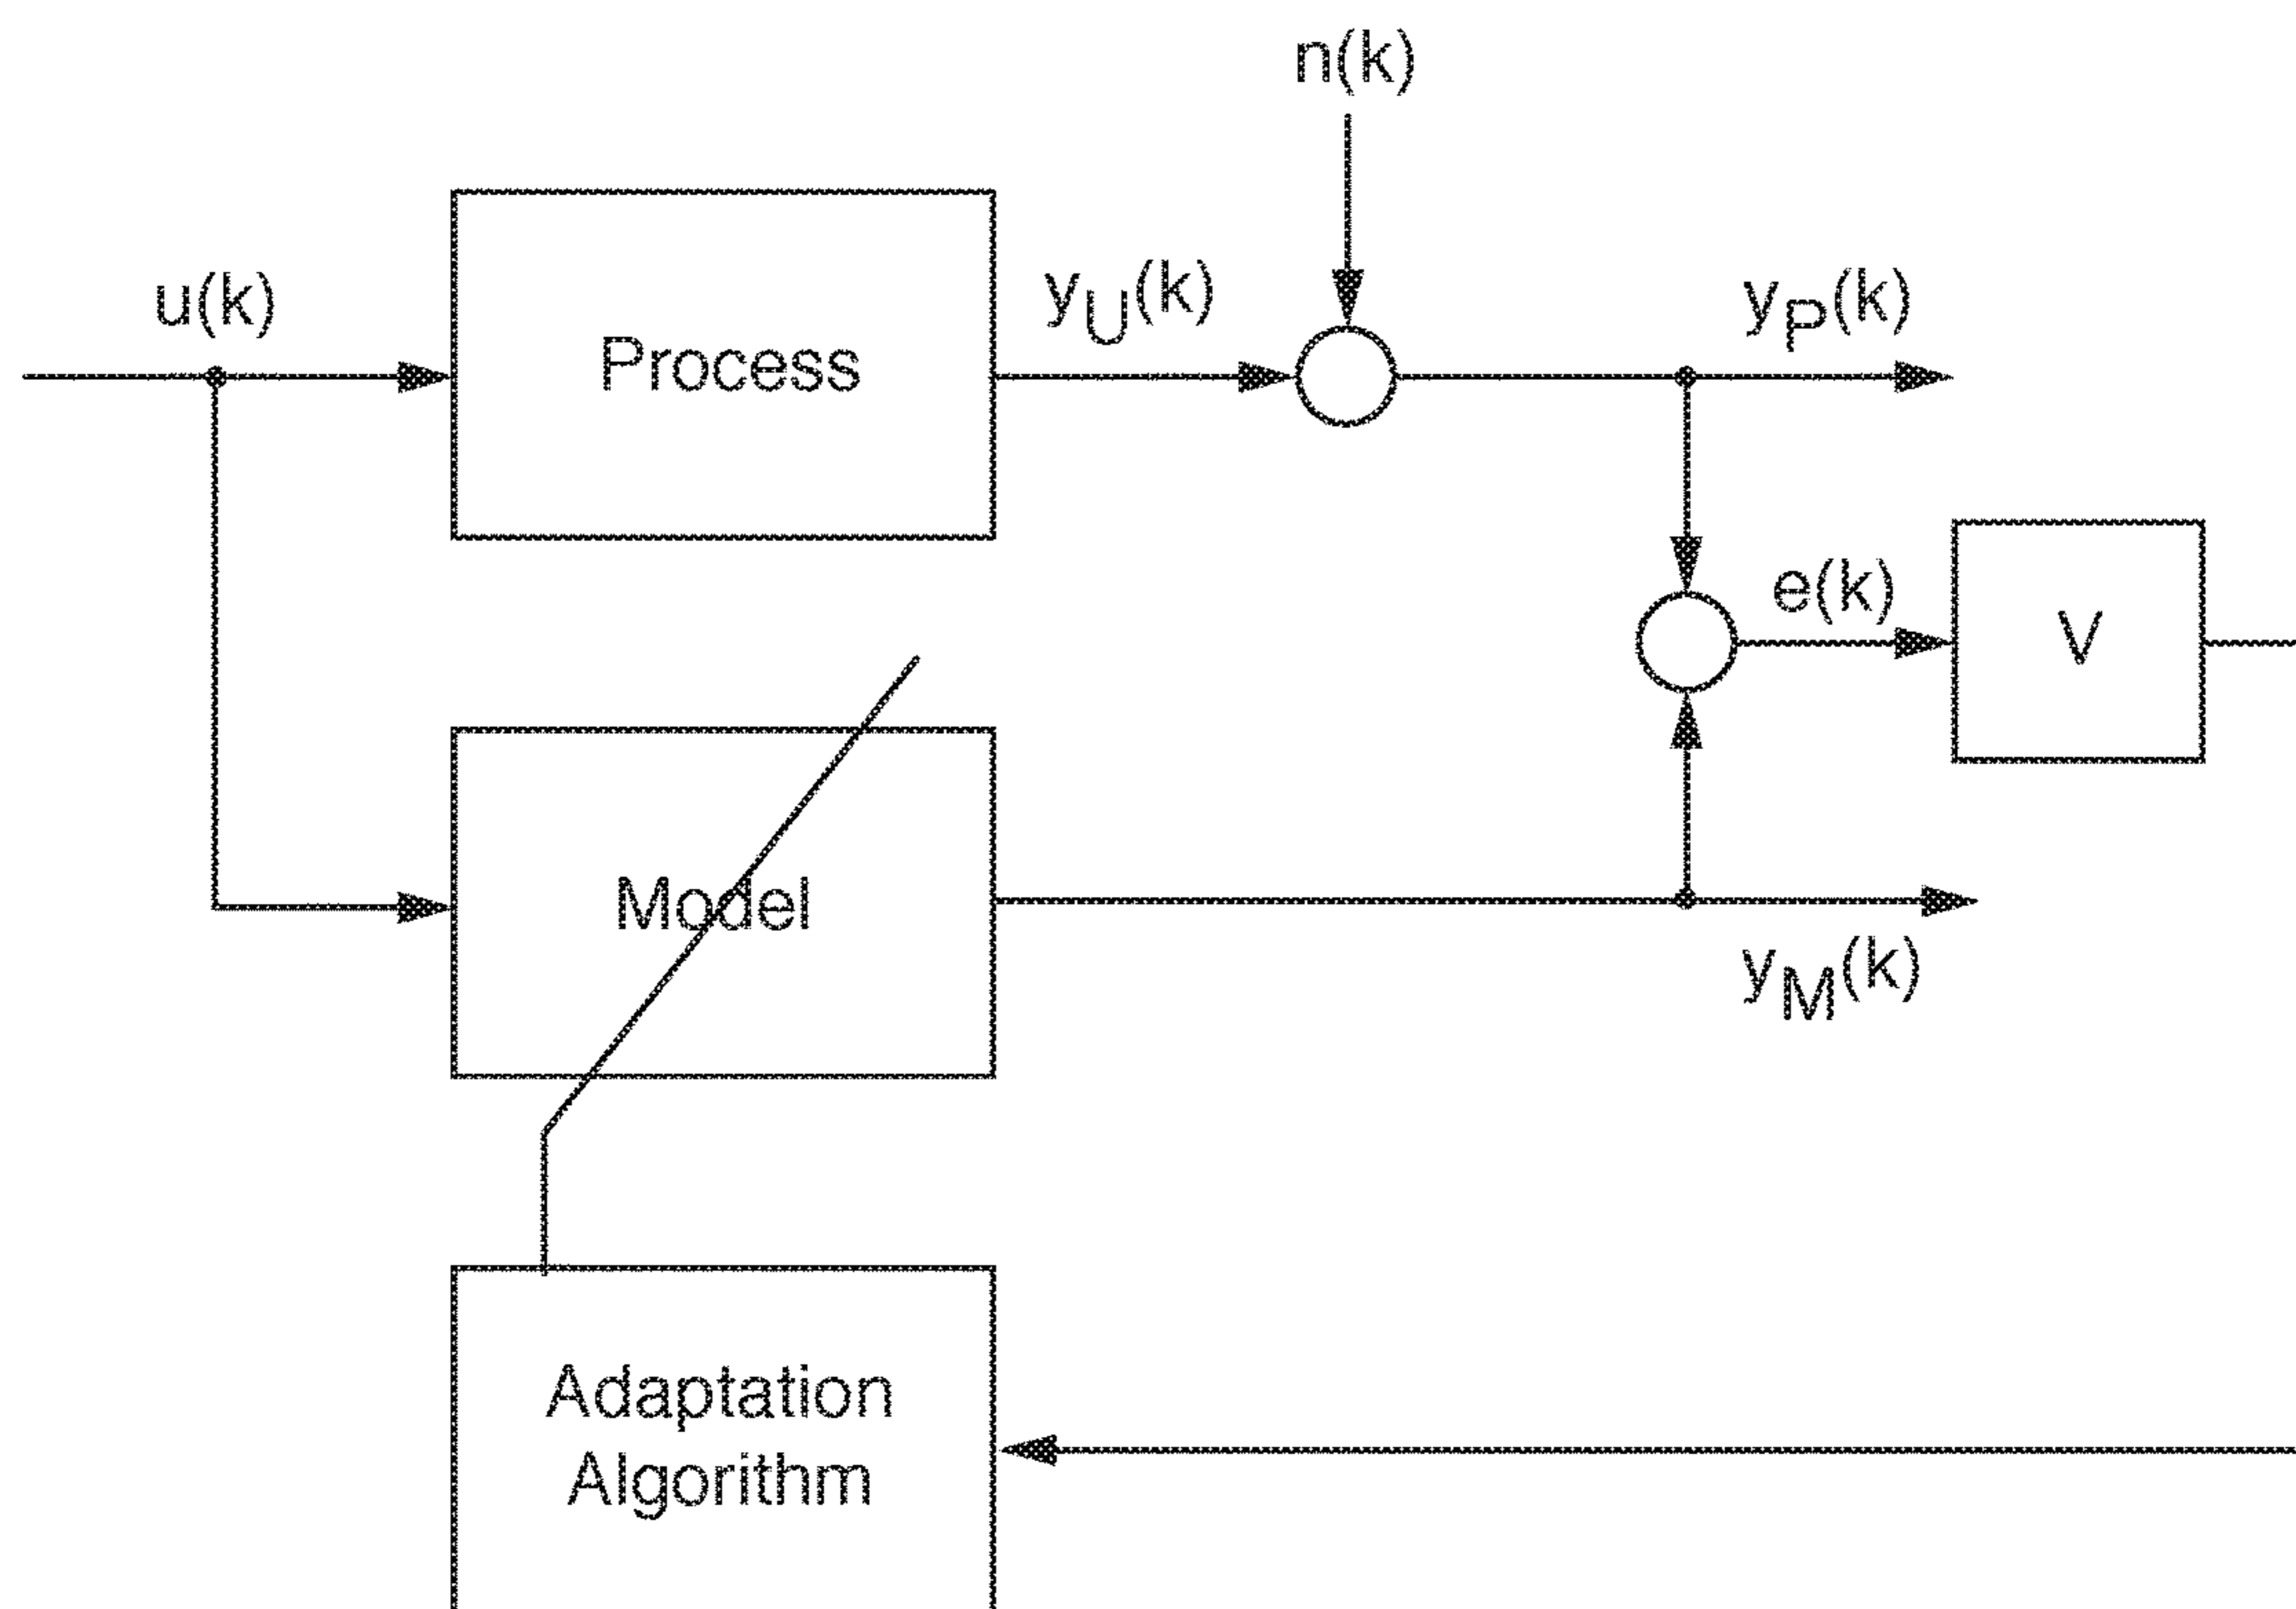 n(k)
u(k)
Process
yU(k)
yP(k)
e(k)
V
Model
yM(k)
Adaptation
Algorithm